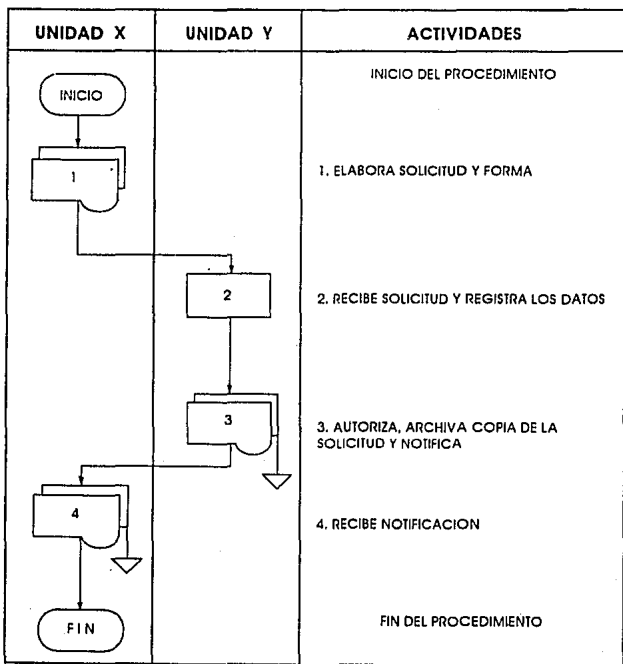 UNIDAD X
UNIDAD Y
ACTIVIDADES
INICIO
INICIO DEL PROCEDIMIENTO
1
1. ELABORA SOLICITUD Y FORMA
2
2. RECIBE SOLICITUD Y REGISTRA LOS DATOS
3
3. AUTORIZA, ARCHIVA COPIA DE LA
SOLICITUD Y NOTIFICA
4
4. RECIBE NOTIFICACION
FIN
FIN DEL PROCEDIMIENTO